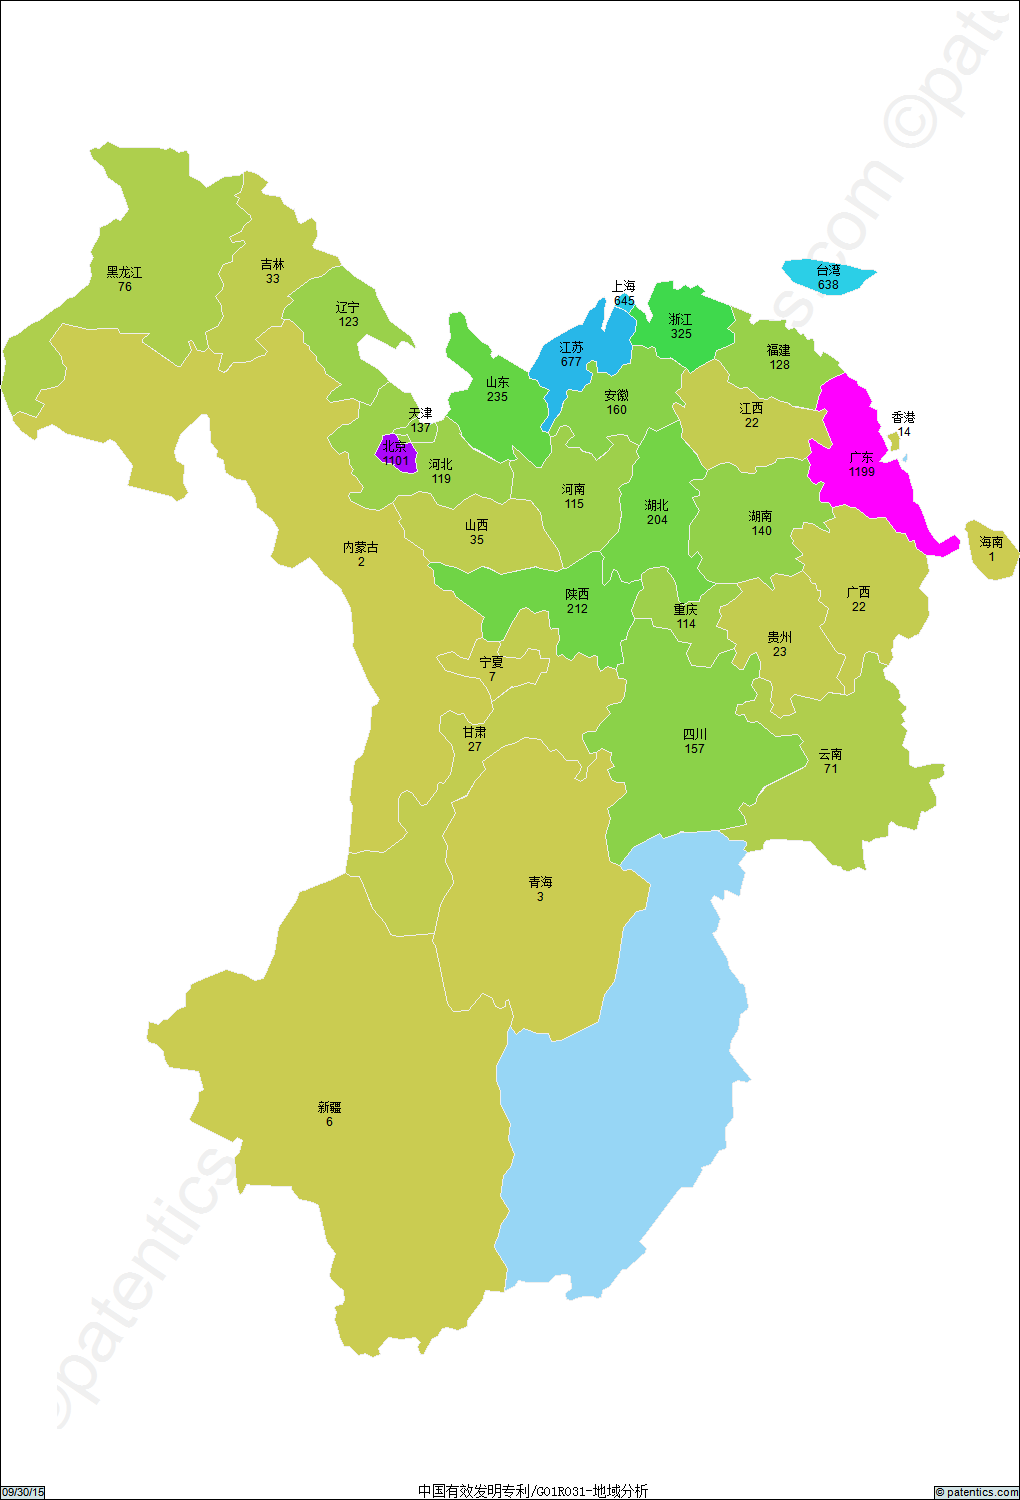 ©patentics.com ©pate
黑龙江
76
吉林
33
辽宁
123
台湾
638
上海
645
浙江
325
江苏
677
福建
128
山东
235
安徽
160
江西
22
天津
137
香港
14
北京
1101
河北
119
广东
1199
河南
115
湖北
204
湖南
140
山西
35
内蒙古
2
海南
1
陕西
212
重庆
114
广西
22
贵州
23
宁夏
7
甘肃
27
四川
157
云南
71
青海
3
新疆
6
09/30/15
中国有效发明专利/G01R031-地域分析
© patentics.com